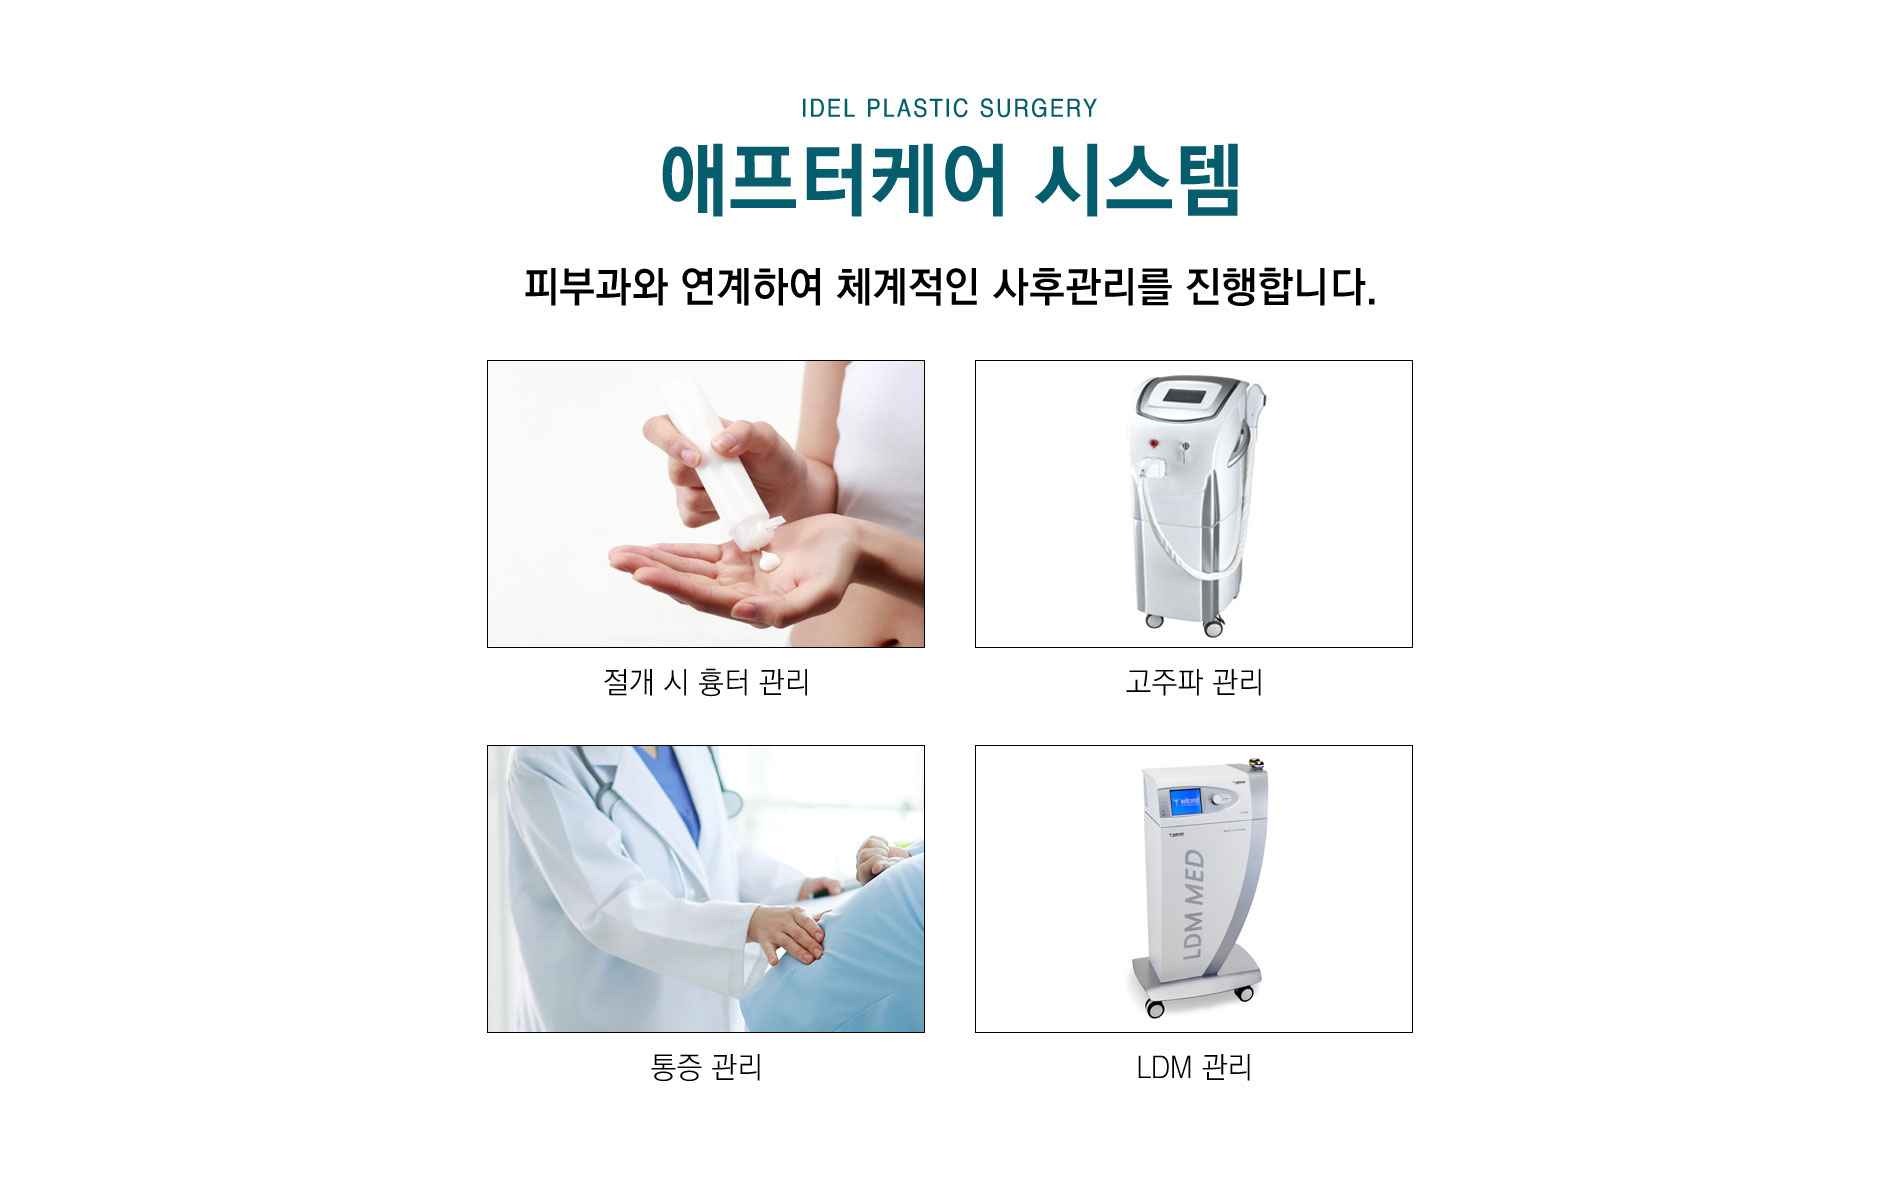 IDEL PLASTIC SURGERY
애프터케어 시스템
피부과와 연계하여 체계적인 사후관리를 진행합니다.
절개 시 흉터 관리
고주파 관리
LDM MED
통증 관리
LDM 관리